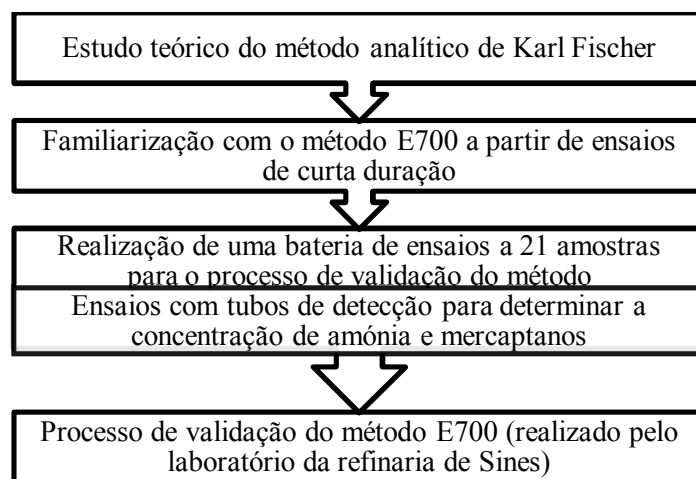 Estudo teórico do método analítico de Karl Fischer
Familiarização com o método E700 a partir de ensaios
de curta duração
Realização de uma bateria de ensaios a 21 amostras
para o processo de validação do método
Ensaios com tubos de detecção para determinar a
concentração de amónia e mercaptanos
Processo de validação do método E700 (realizado pelo
laboratório da refinaria de Sines)